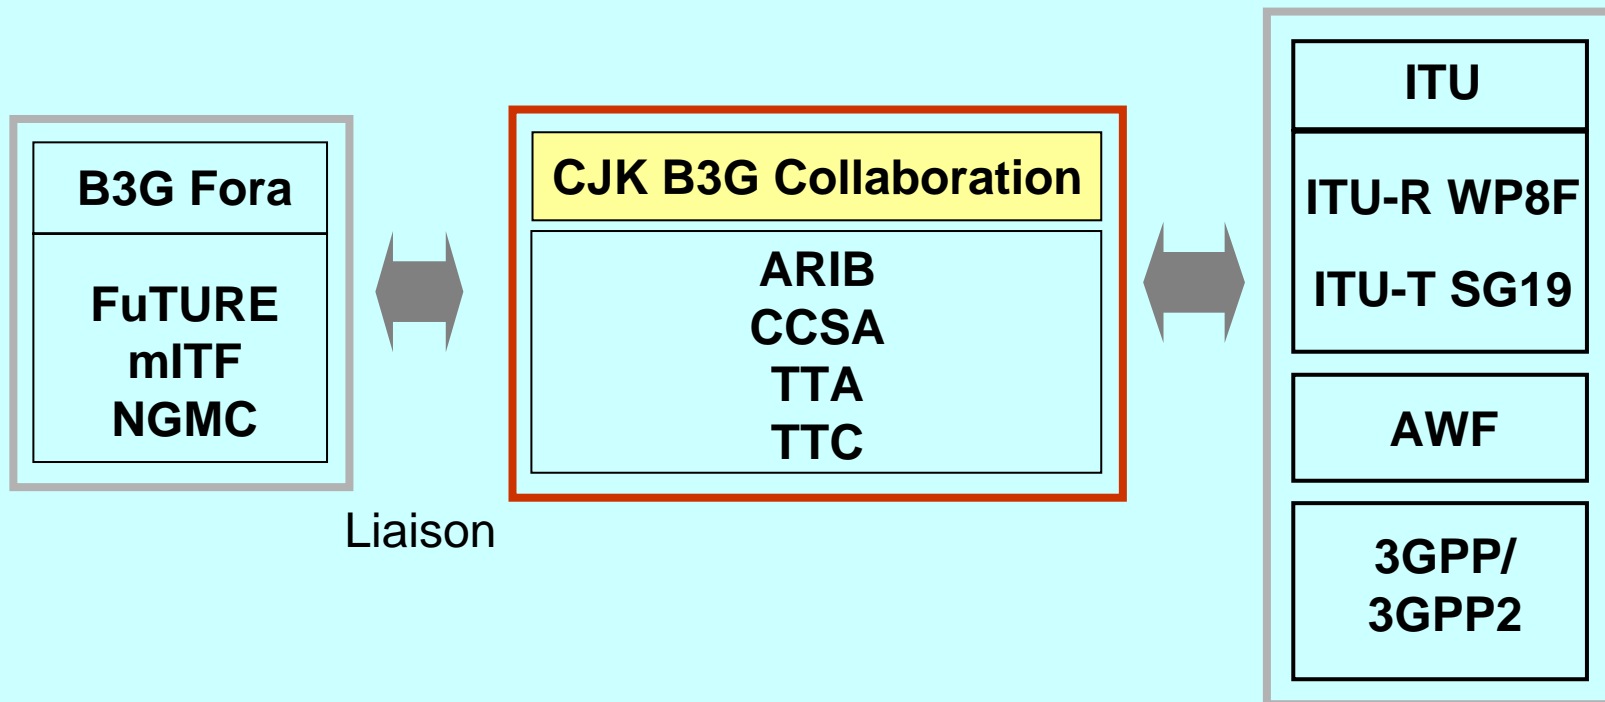 B3G Fora
FuTURE
mITF
NGMC
Liaison
CJK B3G Collaboration
ARIB
CCSA
TTA
TTC
ITU
ITU-R WP8F
ITU-T SG19
AWF
3GPP/
3GPP2